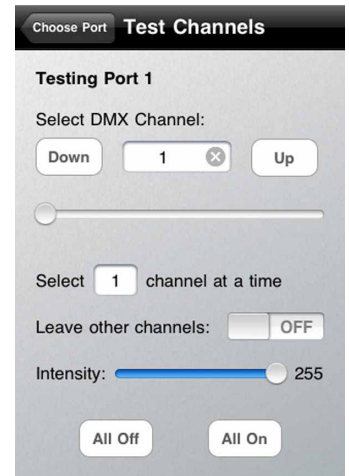 Choose Port Test Channels
Testing Port 1
Select DMX Channel:
Down 1 Up
Select 1 channel at a time
Leave other channels: OFF
Intensity: 255
All Off All On